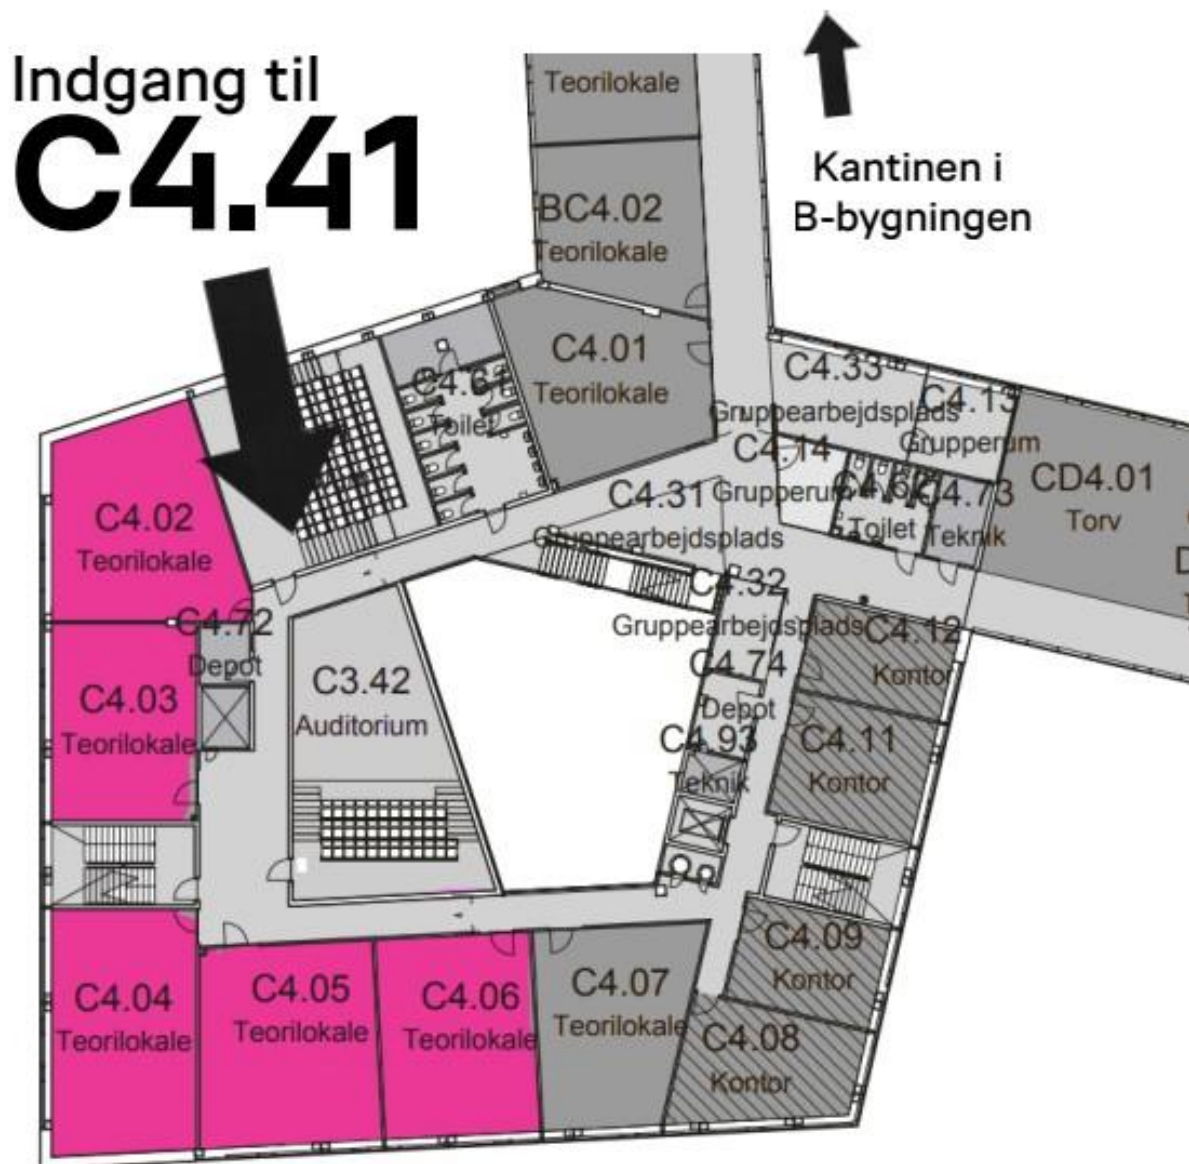 Indgang til
C4.41
Kantinen i
B-bygningen
Teorilokale
BC4.02
Teorilokale
C4.01
Teorilokale
C4.61
Toilet
C4.33
Gruppearbejdsplads
C4.13
Grupperum
C4.14
Grupperum
Toilet
C4.73
Teknik
CD4.01
Torv
C4.31
Gruppearbejdsplads
C4.32
Gruppearbejdsplads
C4.02
Teorilokale
C4.72
Depot
C4.03
Teorilokale
C3.42
Auditorium
C4.12
Kontor
C4.74
Depot
C4.93
Teknik
C4.11
Kontor
C4.09
Kontor
C4.08
Kontor
C4.04
Teorilokale
C4.05
Teorilokale
C4.06
Teorilokale
C4.07
Teorilokale